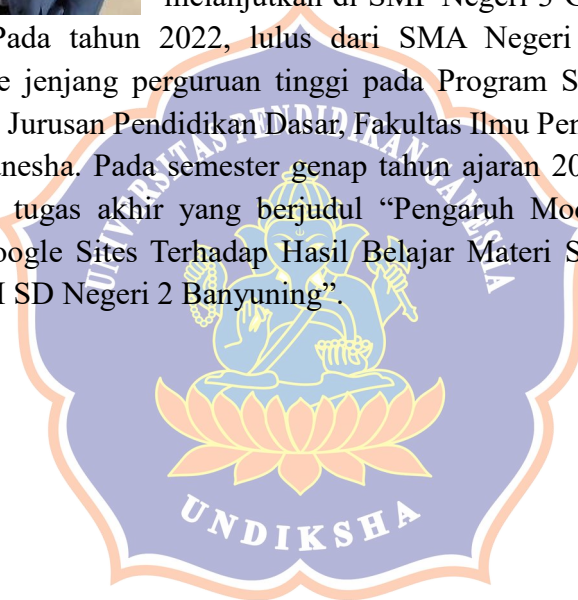 melanjutkan di SMP Negeri 3
Pada tahun 2022, lulus dari SMA Negeri
jenjang perguruan tinggi pada Program S
Jurusan Pendidikan Dasar, Fakultas Ilmu Pen
nesha. Pada semester genap tahun ajaran 20
tugas akhir yang berjudul “Pengaruh Mod
oogle Sites Terhadap Hasil Belajar Materi S
SD Negeri 2 Banyuning”.
UNIVERSITAS PENDIDIKAN GANESHA
UNDIKSHA